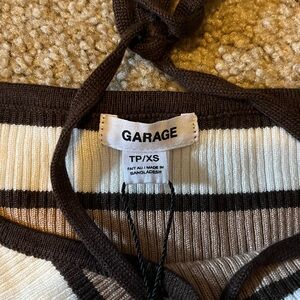 GARAGE
TP/XS
FAIT AU / MADE IN
BANGLADESH